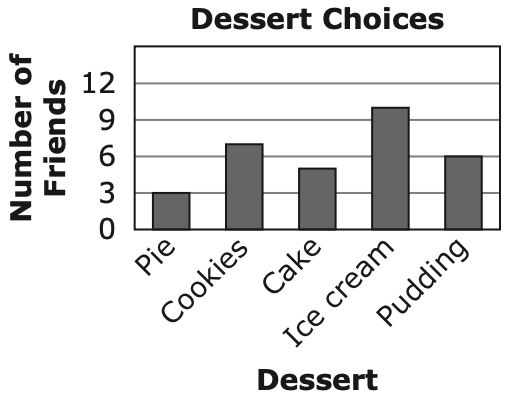 Dessert Choices
Number of
Friends
12
9
6
3
0
Pie
Cookies
Cake
Ice cream
Pudding
Dessert